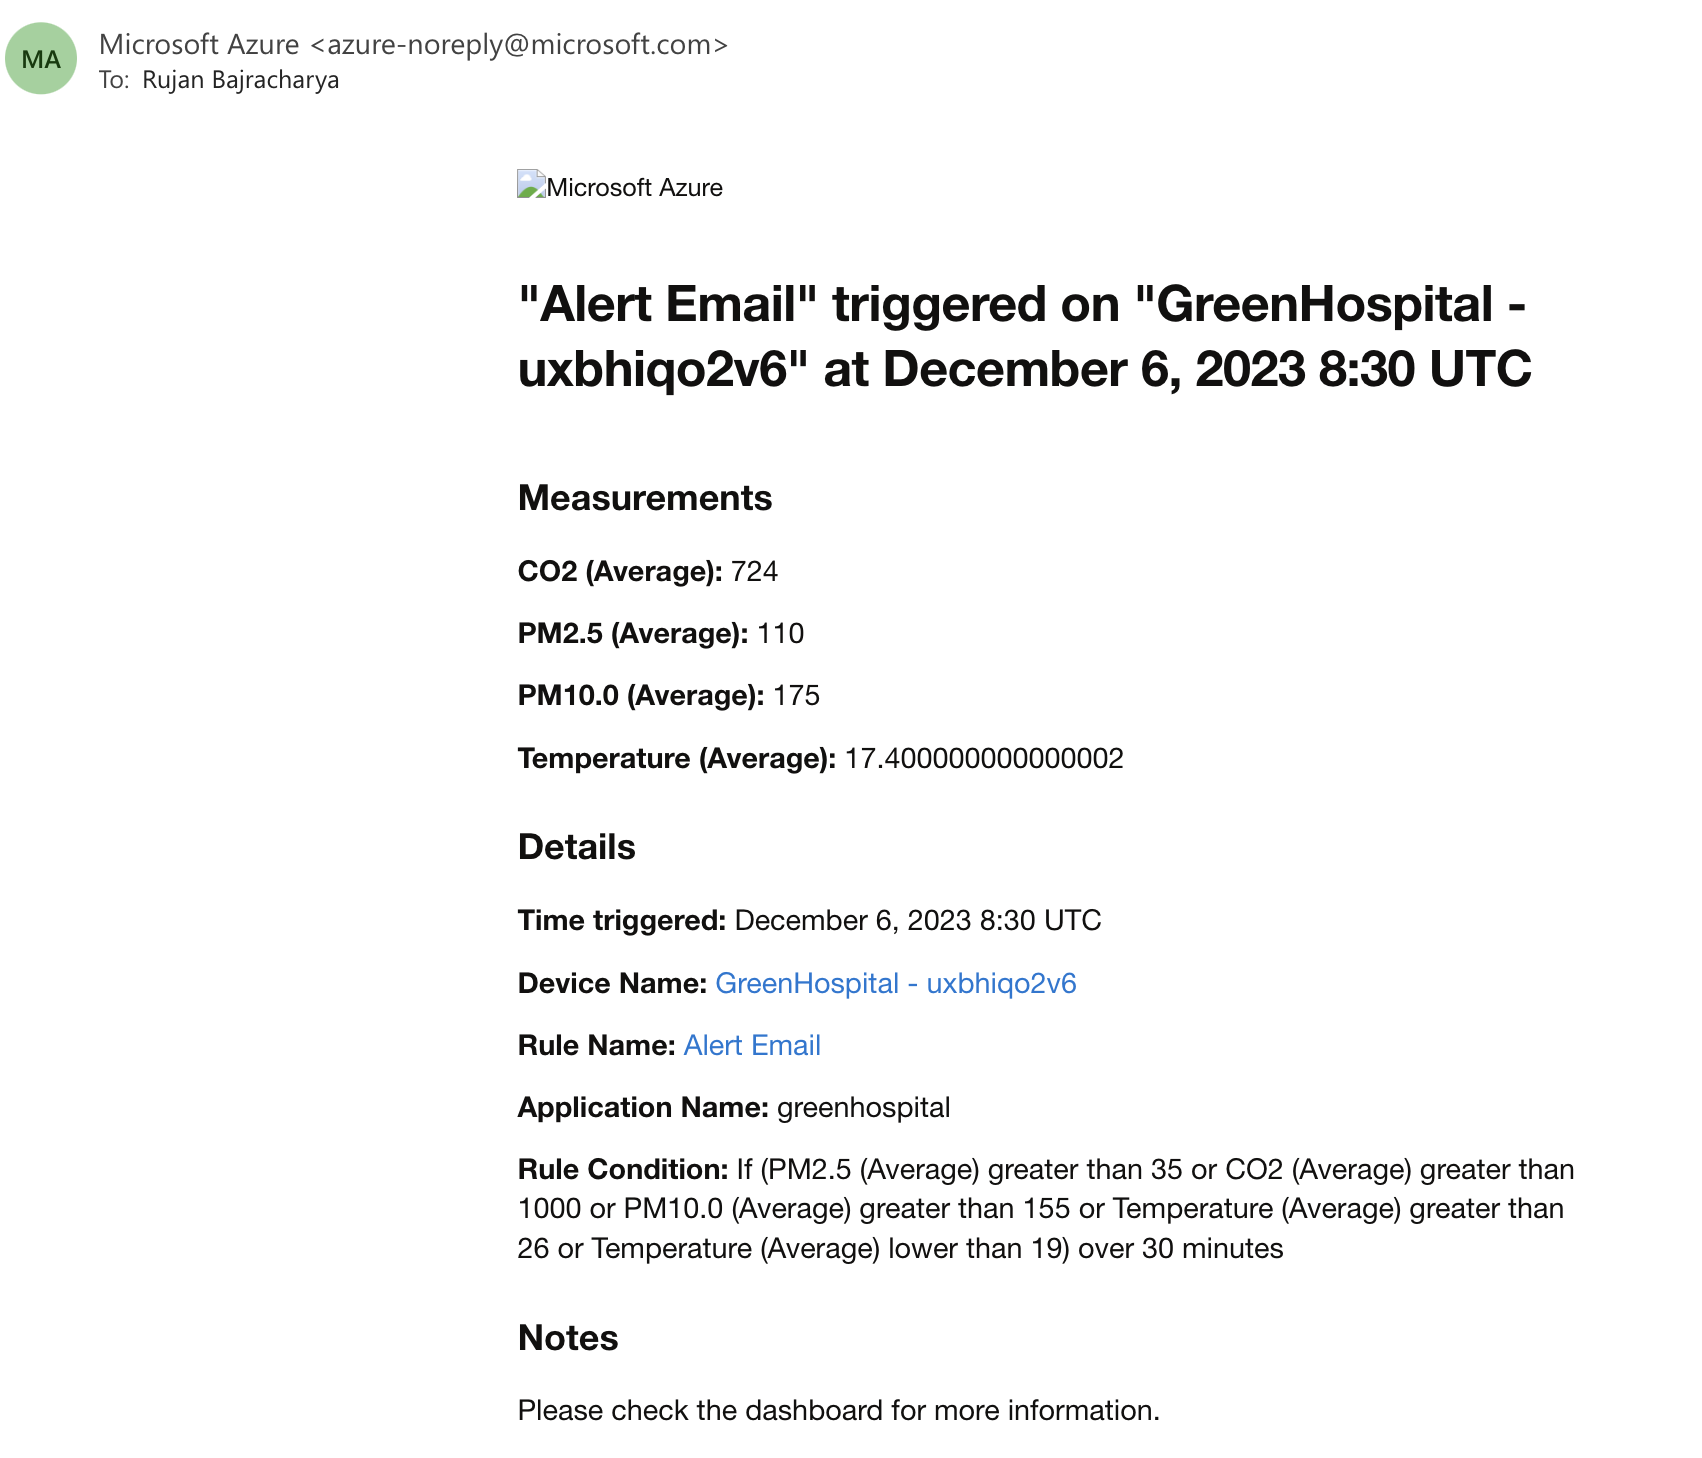 MA
Microsoft Azure <azure-noreply@microsoft.com>
To: Rujan Bajracharya
Microsoft Azure
"Alert Email" triggered on "GreenHospital -
uxbhiqo2v6" at December 6, 2023 8:30 UTC
Measurements
CO2 (Average): 724
PM2.5 (Average): 110
PM10.0 (Average): 175
Temperature (Average): 17.400000000000002
Details
Time triggered: December 6, 2023 8:30 UTC
Device Name: GreenHospital - uxbhiqo2v6
Rule Name: Alert Email
Application Name: greenhospital
Rule Condition: If (PM2.5 (Average) greater than 35 or CO2 (Average) greater than
1000 or PM10.0 (Average) greater than 155 or Temperature (Average) greater than
26 or Temperature (Average) lower than 19) over 30 minutes
Notes
Please check the dashboard for more information.